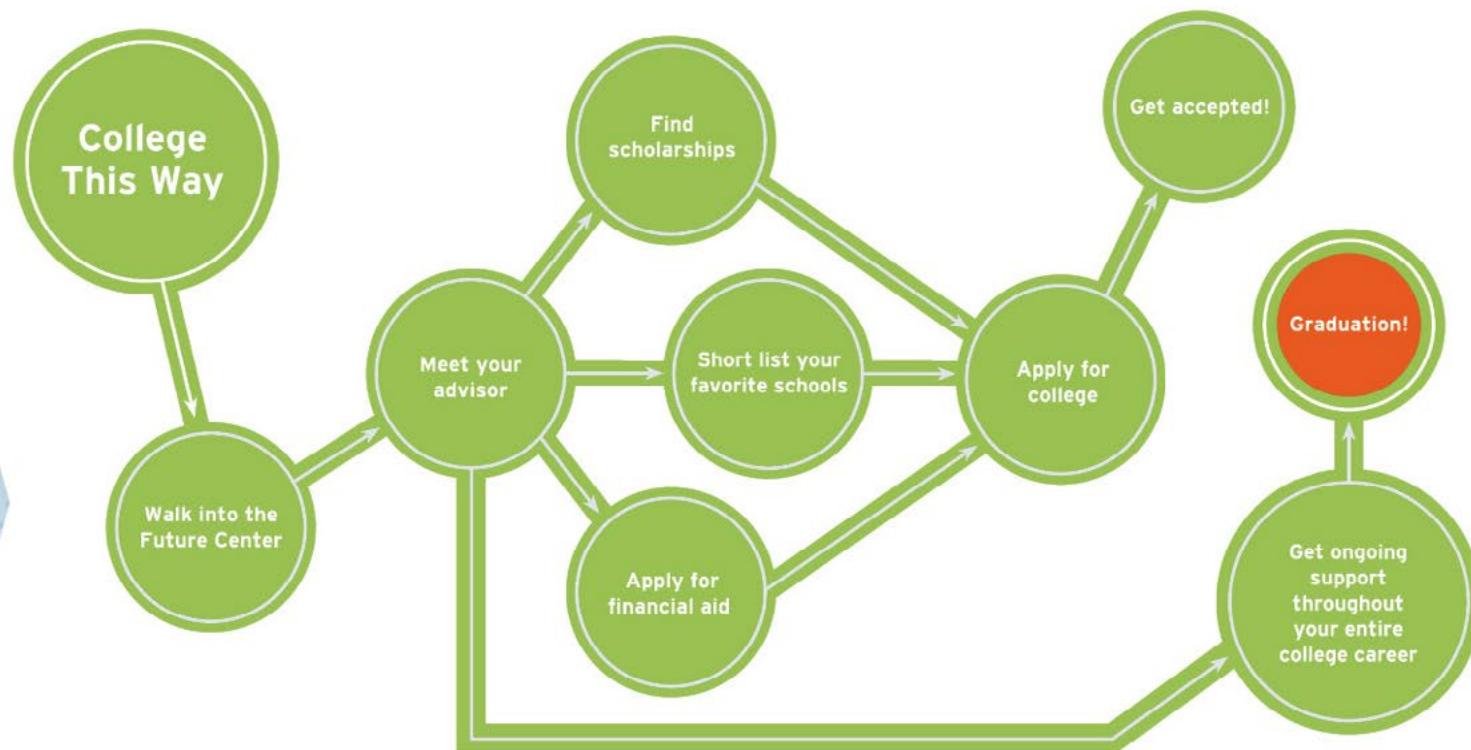 College
This Way
Walk into the
Future Center
Meet your
advisor
Find
scholarships
Short list your
favorite schools
Apply for
financial aid
Apply for
college
Get accepted!
Get ongoing
support
throughout
your entire
college career
Graduation!